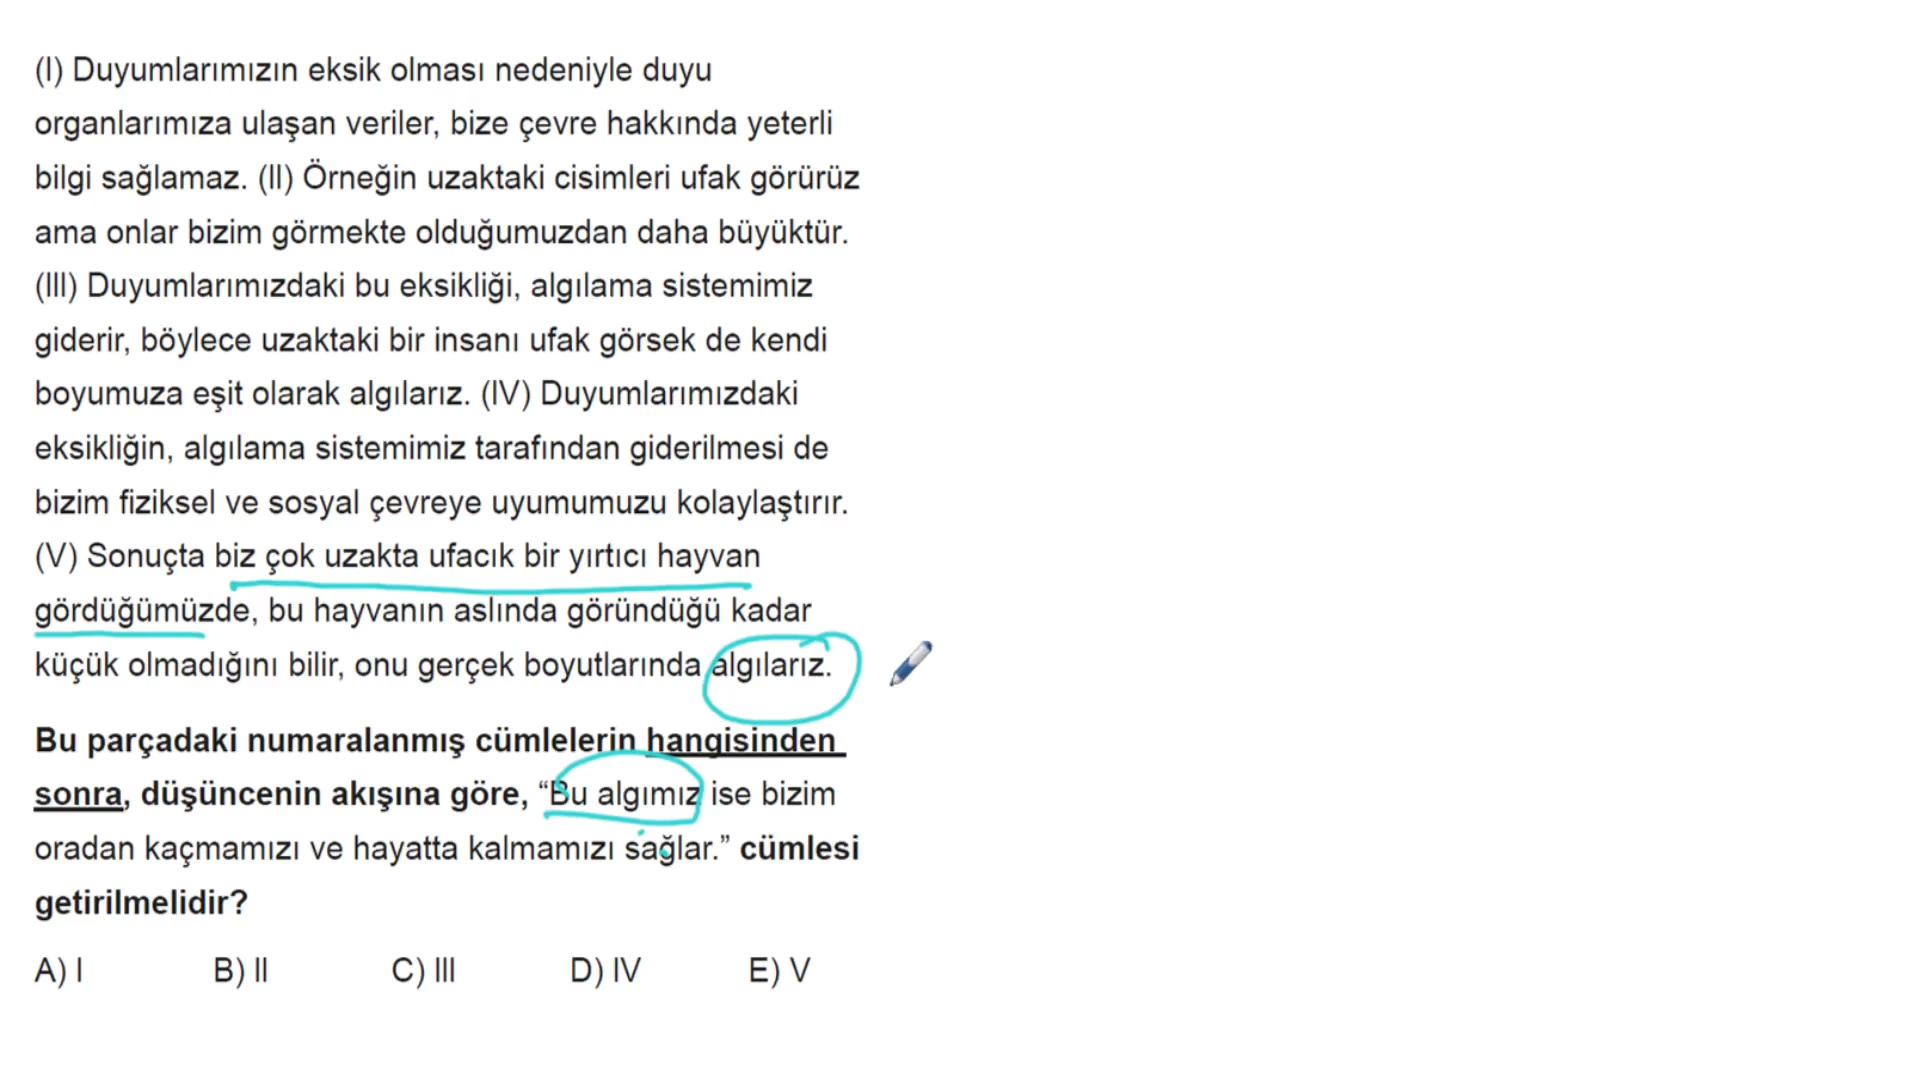 (I) Duyumlarımızın eksik olması nedeniyle duyu
organlarımıza ulaşan veriler, bize çevre hakkında yeterli
bilgi sağlamaz. (II) Örneğin uzaktaki cisimleri ufak görürüz
ama onlar bizim görmekte olduğumuzdan daha büyüktür.
(III) Duyumlarımızdaki bu eksikliği, algılama sistemimiz
giderir, böylece uzaktaki bir insanı ufak görsek de kendi
boyumuza eşit olarak algılarız. (IV) Duyumlarımızdaki
eksikliğin, algılama sistemimiz tarafından giderilmesi de
bizim fiziksel ve sosyal çevreye uyumumuzu kolaylaştırır.
(V) Sonuçta biz çok uzakta ufacık bir yırtıcı hayvan
gördüğümüzde, bu hayvanın aslında göründüğü kadar
küçük olmadığını bilir, onu gerçek boyutlarında algılarız.
Bu parçadaki numaralanmış cümlelerin hangisinden
sonra, düşüncenin akışına göre, “Bu algımız ise bizim
oradan kaçmamızı ve hayatta kalmamızı sağlar.” cümlesi
getirilmelidir?
A) I B) II C) III D) IV E) V